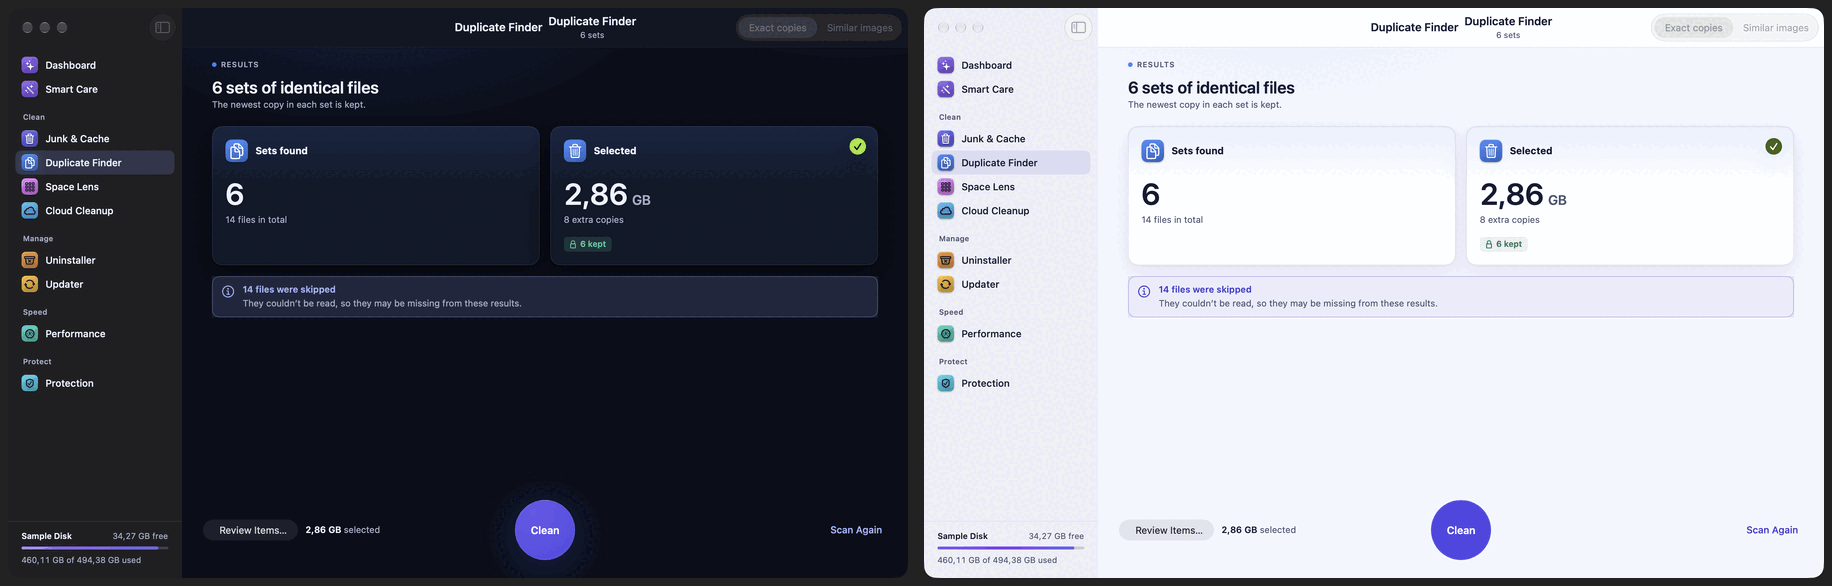 Duplicate Finder
Duplicate Finder
6 sets
Exact copies
Similar images
Dashboard
Smart Care
Clean
Junk & Cache
Duplicate Finder
Space Lens
Cloud Cleanup
Manage
Uninstaller
Updater
Speed
Performance
Protect
Protection
Sample Disk
34,27 GB free
460,11 GB of 494,38 GB used
RESULTS
6 sets of identical files
The newest copy in each set is kept.
Sets found
6
14 files in total
Selected
2,86 GB
8 extra copies
6 kept
14 files were skipped
They couldn't be read, so they may be missing from these results.
Review Items...
2,86 GB selected
Clean
Scan Again
Duplicate Finder
Duplicate Finder
6 sets
Exact copies
Similar images
Dashboard
Smart Care
Clean
Junk & Cache
Duplicate Finder
Space Lens
Cloud Cleanup
Manage
Uninstaller
Updater
Speed
Performance
Protect
Protection
Sample Disk
34,27 GB free
460,11 GB of 494,38 GB used
RESULTS
6 sets of identical files
The newest copy in each set is kept.
Sets found
6
14 files in total
Selected
2,86 GB
8 extra copies
6 kept
14 files were skipped
They couldn't be read, so they may be missing from these results.
Review Items...
2,86 GB selected
Clean
Scan Again